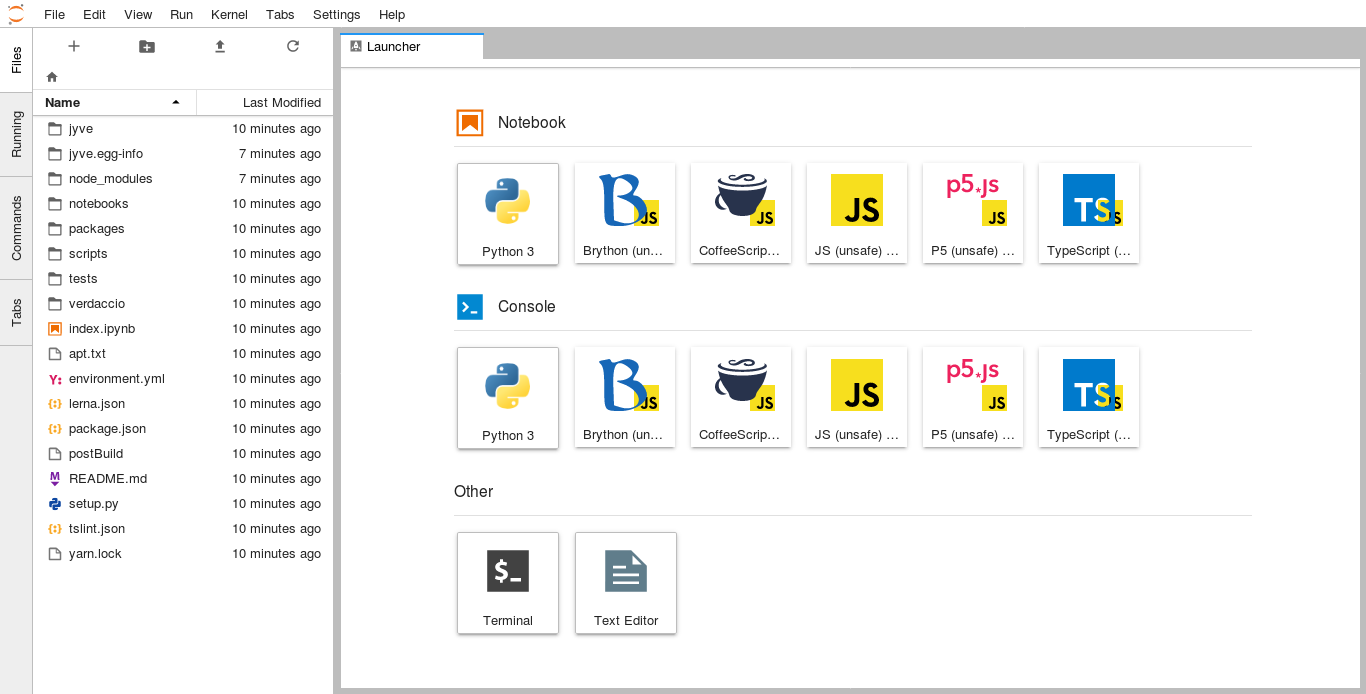 File Edit View Run Kernel Tabs Settings Help
Files
Running
Commands
Tabs
Name Last Modified
jyve 10 minutes ago
jyve.egg-info 7 minutes ago
node_modules 7 minutes ago
notebooks 10 minutes ago
packages 10 minutes ago
scripts 10 minutes ago
tests 10 minutes ago
verdaccio 10 minutes ago
index.ipynb 10 minutes ago
apt.txt 10 minutes ago
Y: environment.yml 10 minutes ago
{:} lerna.json 10 minutes ago
{:} package.json 10 minutes ago
postBuild 10 minutes ago
M README.md 10 minutes ago
setup.py 10 minutes ago
{:} tslint.json 10 minutes ago
yarn.lock 10 minutes ago
Launcher
Notebook
B JS JS JS p5*js JS TS JS
Python 3 Brython (un… CoffeeScrip… JS (unsafe) … P5 (unsafe) … TypeScript (…
>_ Console
B JS JS JS p5*js JS TS JS
Python 3 Brython (un… CoffeeScrip… JS (unsafe) … P5 (unsafe) … TypeScript (…
Other
$_
Terminal Text Editor